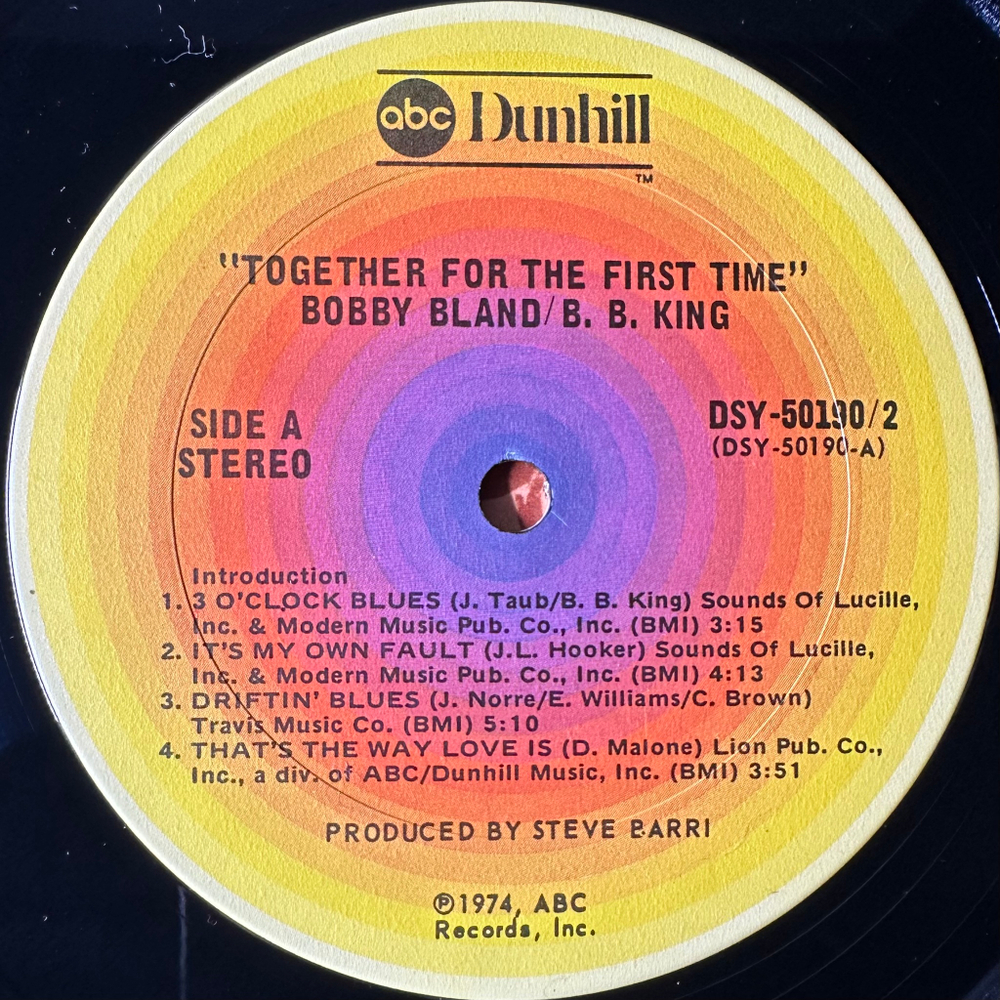 abc Dunhill
TM
"TOGETHER FOR THE FIRST TIME"
BOBBY BLAND/B. B. KING
SIDE A
STEREO
DSY-50190/2
(DSY-50190-A)
Introduction
1. 3 O'CLOCK BLUES (J. Taub/B. B. King) Sounds Of Lucille,
Inc. & Modern Music Pub. Co., Inc. (BMI) 3:15
2. IT'S MY OWN FAULT (J.L. Hooker) Sounds Of Lucille,
Inc. & Modern Music Pub. Co., Inc. (BMI) 4:13
3. DRIFTIN' BLUES (J. Norre/E. Williams/C. Brown)
Travis Music Co. (BMI) 5:10
4. THAT'S THE WAY LOVE IS (D. Malone) Lion Pub. Co.,
Inc., a div. of ABC/Dunhill Music, Inc. (BMI) 3:51
PRODUCED BY STEVE BARRI
℗1974, ABC
Records, Inc.